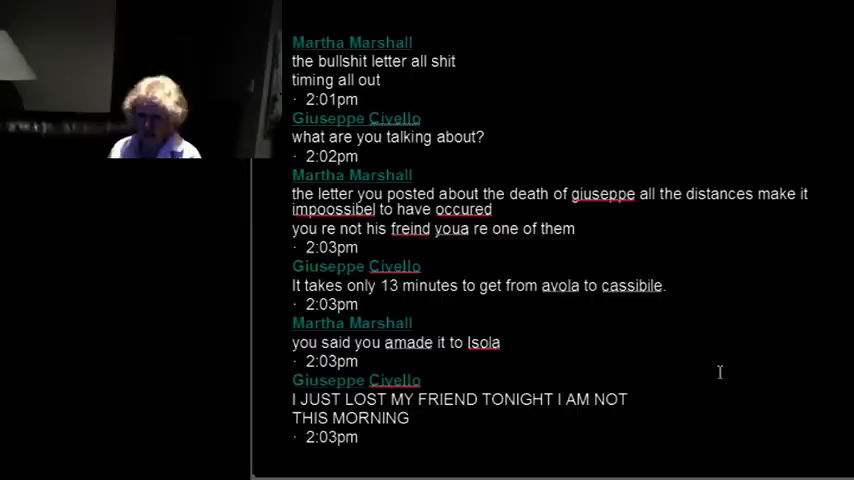 Martha Marshall
the bullshit letter all shit
timing all out
· 2:01pm
Giuseppe Civello
what are you talking about?
· 2:02pm
Martha Marshall
the letter you posted about the death of giuseppe all the distances make it
impoossibel to have occured
you re not his freind youa re one of them
· 2:03pm
Giuseppe Civello
It takes only 13 minutes to get from avola to cassibile.
· 2:03pm
Martha Marshall
you said you amade it to Isola
· 2:03pm
Giuseppe Civello
I JUST LOST MY FRIEND TONIGHT I AM NOT
THIS MORNING
· 2:03pm